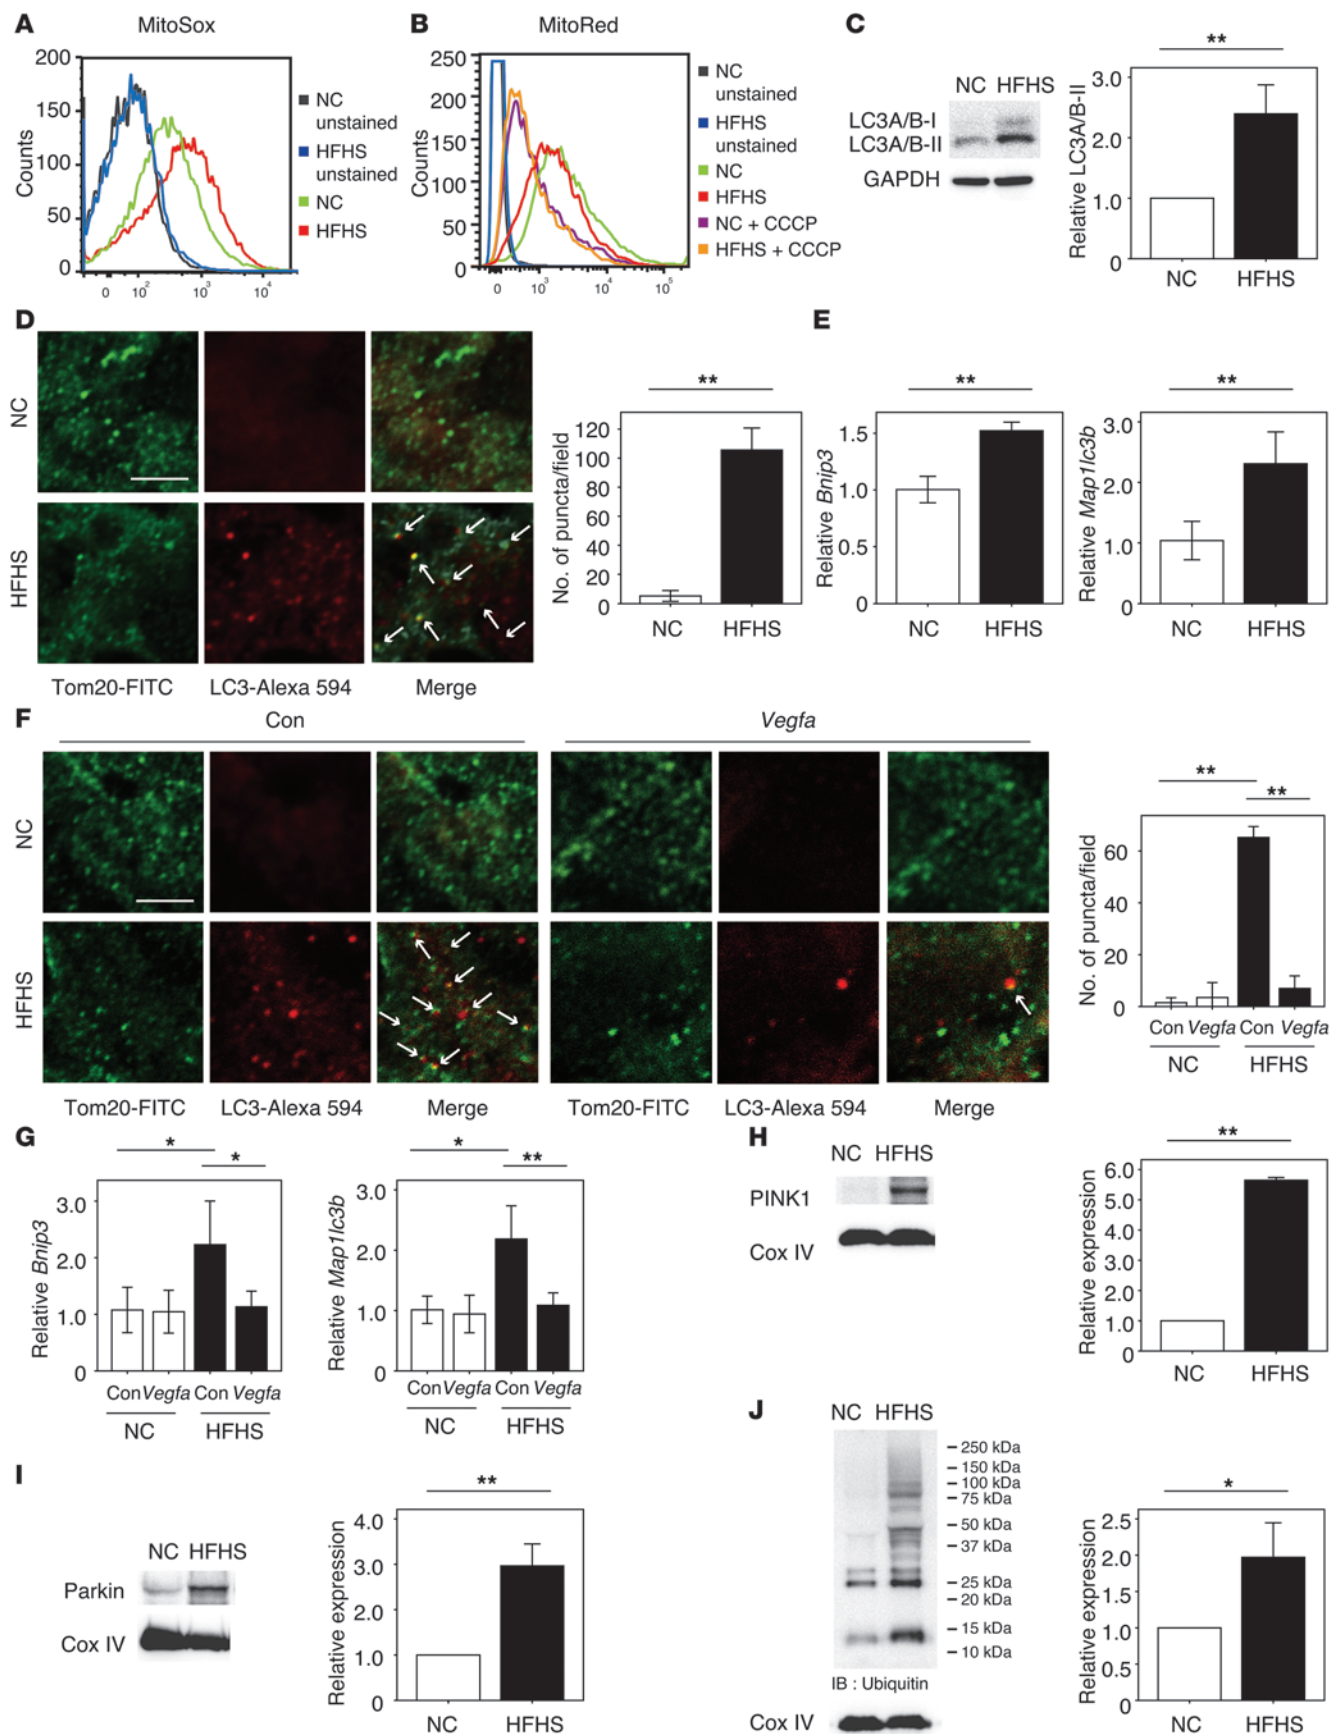 A
MitoSox
Counts
200
150
100
50
0
0 10² 10³ 10⁴
NC
unstained
HFHS
unstained
NC
HFHS
B
MitoRed
Counts
250
200
150
100
50
0
0 10³ 10⁴ 10⁵
NC
unstained
HFHS
unstained
NC
HFHS
NC + CCCP
HFHS + CCCP
C
NC HFHS
LC3A/B-I
LC3A/B-II
GAPDH
**
Relative LC3A/B-II
3.0
2.0
1.0
0
NC HFHS
D
NC
HFHS
Tom20-FITC LC3-Alexa 594 Merge
**
No. of puncta/field
120
100
80
60
40
20
0
NC HFHS
E
**
Relative Bnip3
1.5
1.0
0.5
0
NC HFHS
**
Relative Map1lc3b
3.0
2.0
1.0
0
NC HFHS
F
Con Vegfa
NC
HFHS
Tom20-FITC LC3-Alexa 594 Merge Tom20-FITC LC3-Alexa 594 Merge
**
**
No. of puncta/field
60
40
20
0
Con Vegfa Con Vegfa
NC HFHS
G
*
*
Relative Bnip3
3.0
2.0
1.0
0
Con Vegfa Con Vegfa
NC HFHS
*
**
Relative Map1lc3b
3.0
2.0
1.0
0
Con Vegfa Con Vegfa
NC HFHS
H
NC HFHS
PINK1
Cox IV
**
Relative expression
6.0
5.0
4.0
3.0
2.0
1.0
0
NC HFHS
I
NC HFHS
Parkin
Cox IV
**
Relative expression
4.0
3.0
2.0
1.0
0
NC HFHS
J
NC HFHS
250 kDa
150 kDa
100 kDa
75 kDa
50 kDa
37 kDa
25 kDa
20 kDa
15 kDa
10 kDa
IB : Ubiquitin
Cox IV
*
Relative expression
2.5
2.0
1.5
1.0
0.5
0
NC HFHS